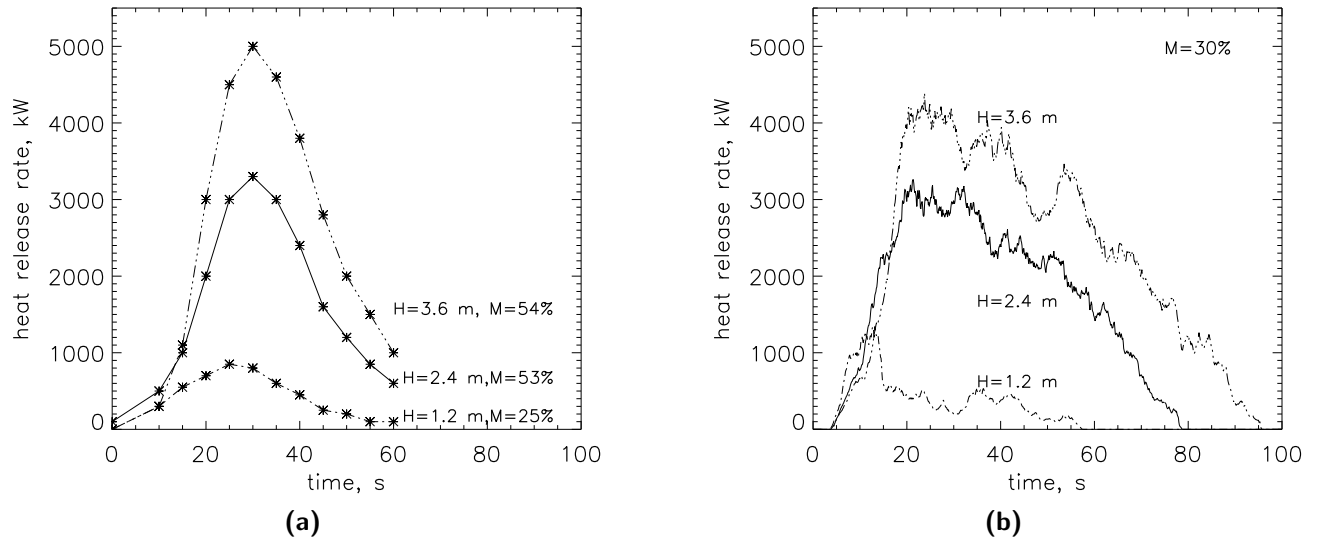 heat release rate, kW
5000
4000
3000
2000
1000
0
H=3.6 m, M=54%
H=2.4 m,M=53%
H=1.2 m,M=25%
0 20 40 60 80 100
time, s
(a)
heat release rate, kW
5000
4000
3000
2000
1000
0
M=30%
H=3.6 m
H=2.4 m
H=1.2 m
0 20 40 60 80 100
time, s
(b)